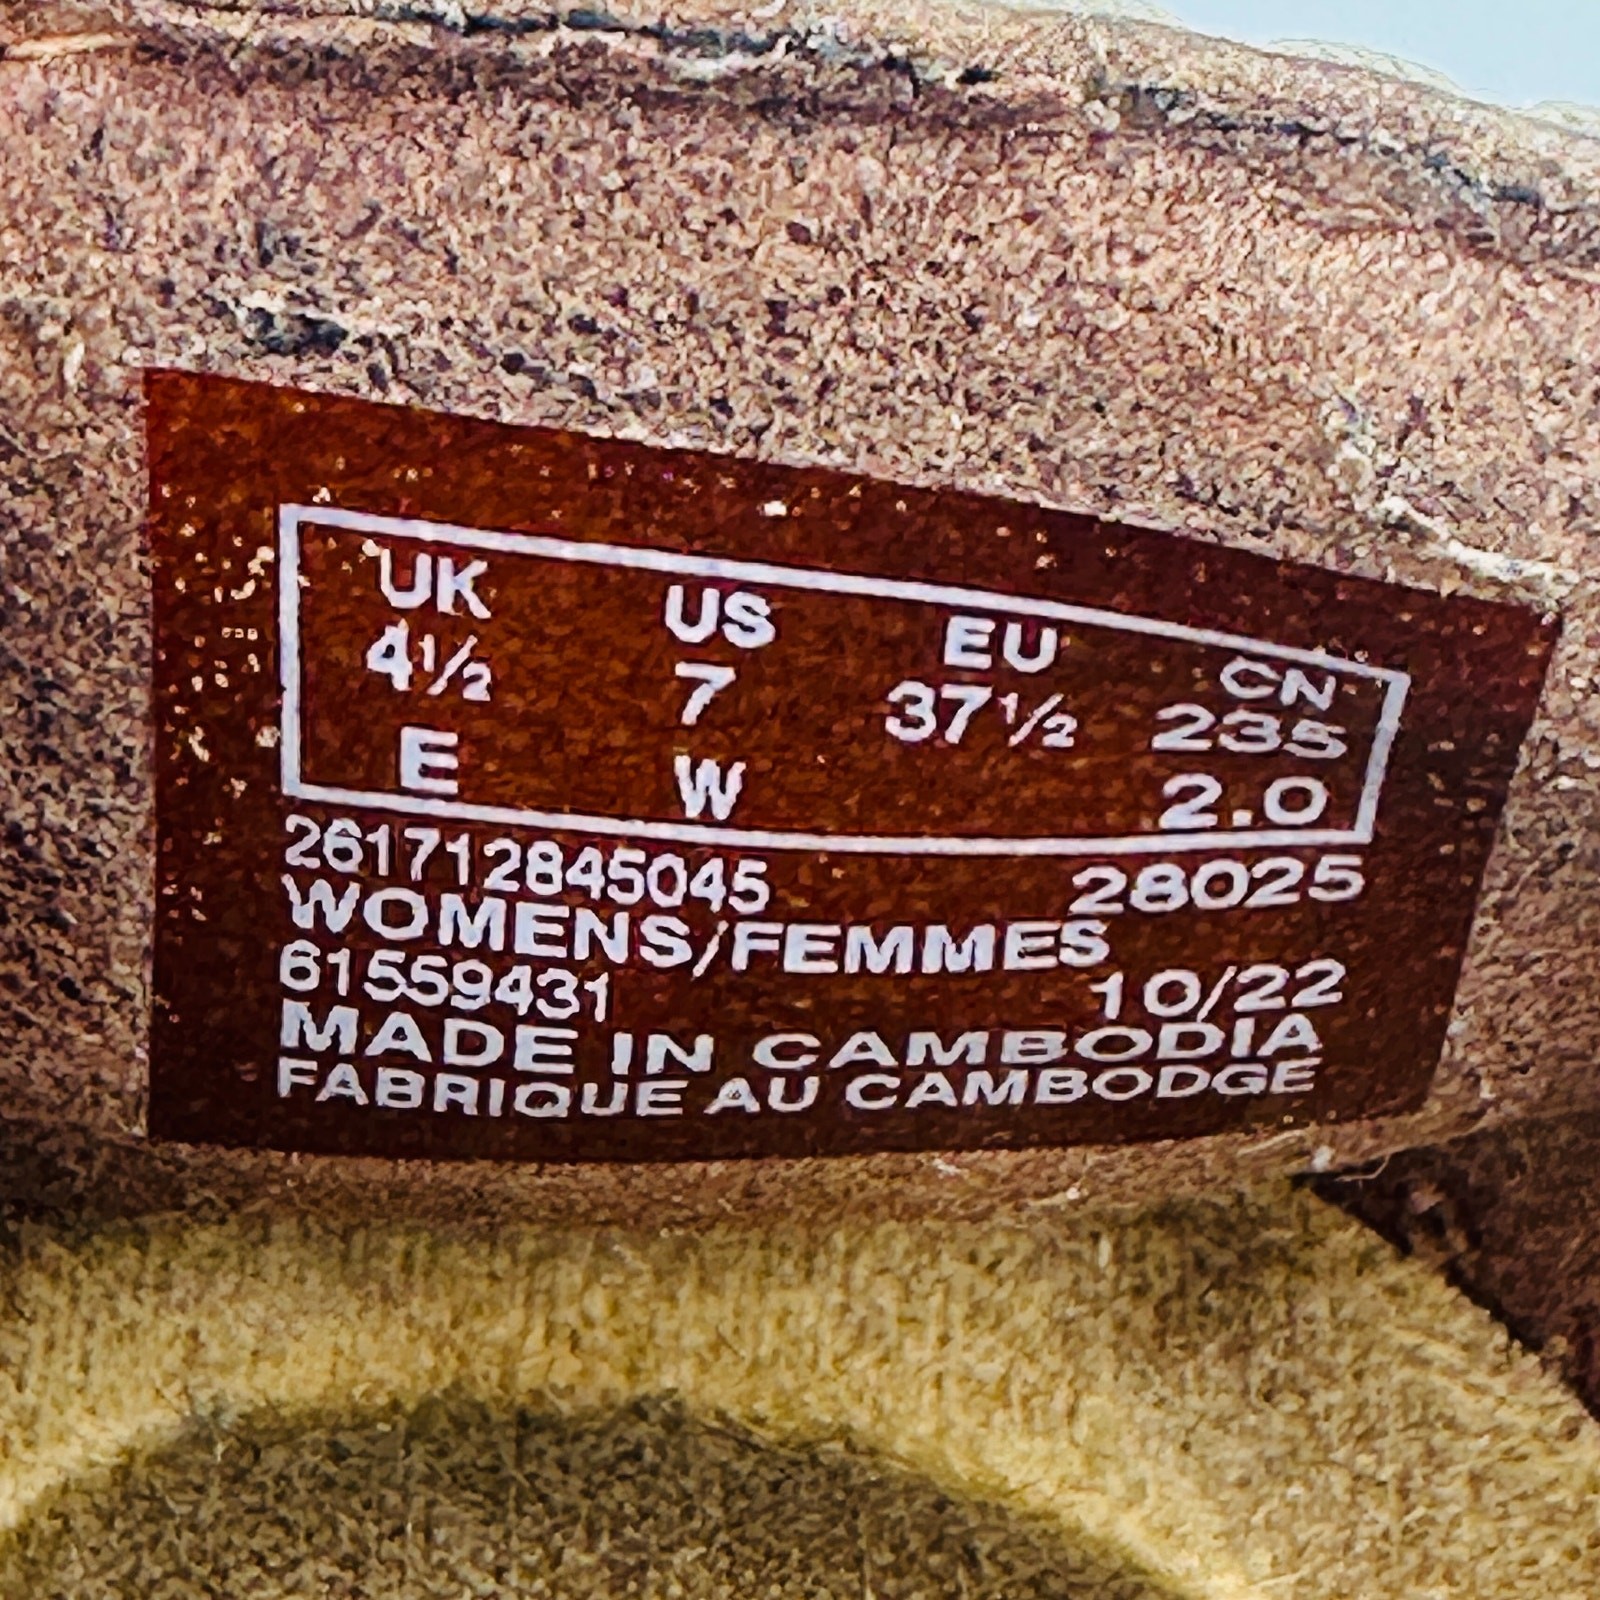 UK US EU CN
4½ 7 37½ 235
E W 2.0
261712845045 28025
WOMENS/FEMMES
61559431 10/22
MADE IN CAMBODIA
FABRIQUE AU CAMBODGE